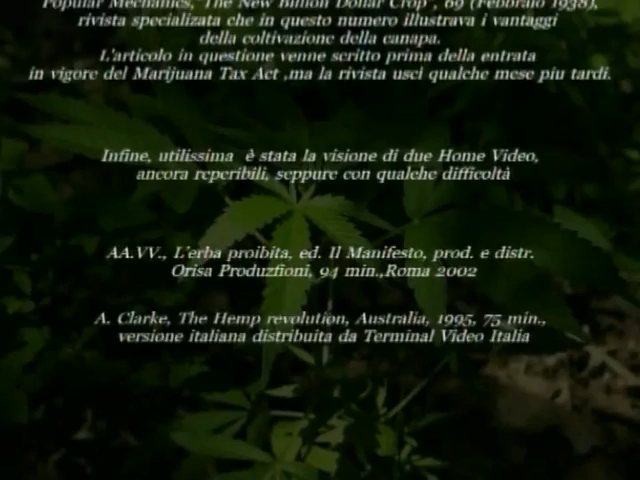 Popular Mechanics, "The New Billion Dollar Crop", 69 (Febbraio 1938),
rivista specializata che in questo numero illustrava i vantaggi
della coltivazione della canapa.
L'articolo in questione venne scritto prima della entrata
in vigore del Marijuana Tax Act ,ma la rivista usci qualche mese piu tardi.
Infine, utilissima è stata la visione di due Home Video,
ancora reperibili, seppure con qualche difficoltà
AA.VV., L'erba proibita, ed. Il Manifesto, prod. e distr.
Orisa Produzfioni, 94 min.,Roma 2002
A. Clarke, The Hemp revolution, Australia, 1995, 75 min.,
versione italiana distribuita da Terminal Video Italia